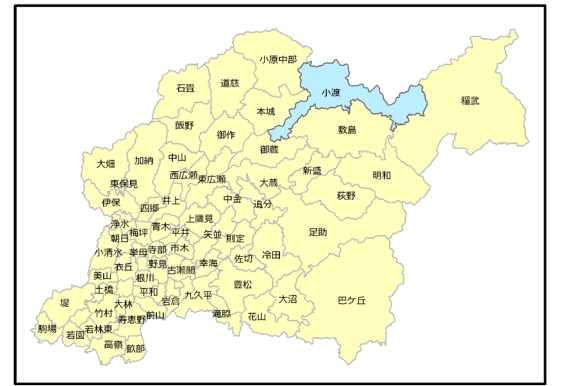 小原中部
石畳
道慈
小渡
稲武
本城
飯野
御作
敷島
御蔵
加納
中山
大畑
西広瀬
東広瀬
新盛
明和
東保見
大蔵
萩野
伊保
四郷
井上
中金
追分
上鷹見
浄水
梅坪
青木
平井
矢並
則定
足助
朝日
小清水
挙母
寺部
市木
佐切
冷田
衣丘
野見
古瀬間
幸海
美山
根川
土橋
平和
岩倉
九久平
豊松
大沼
巴ケ丘
堤
大林
竹村
寿恵野
前山
滝脇
花山
駒場
若園
若林東
高嶺
畝部